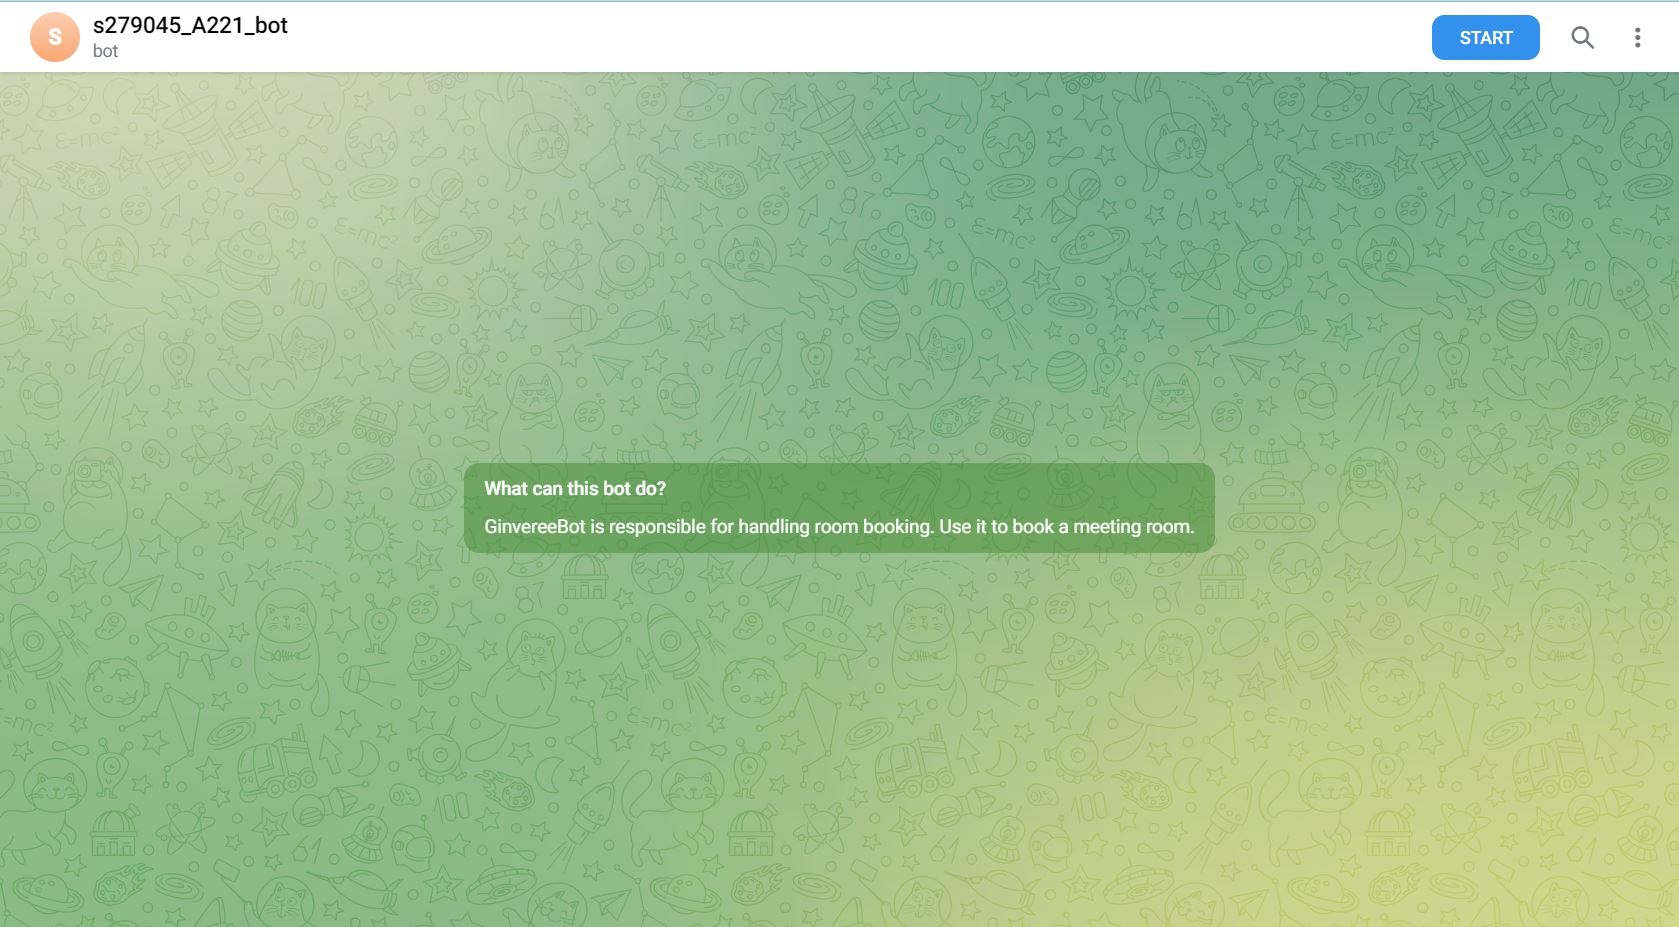 S
s279045_A221_bot
bot
START
What can this bot do?
GinvereeBot is responsible for handling room booking. Use it to book a meeting room.